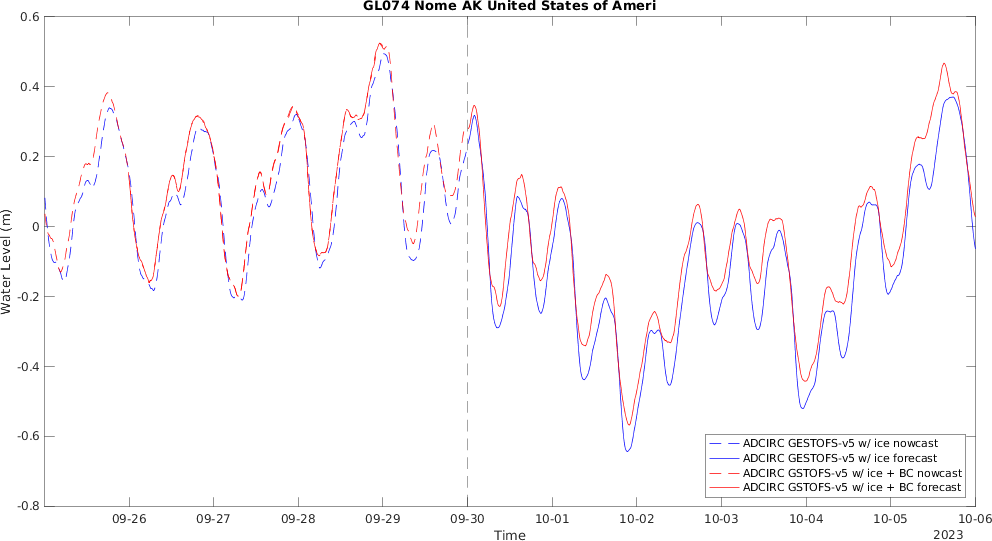 GL074 Nome AK United States of Ameri
0.6
0.4
0.2
0
-0.2
-0.4
-0.6
-0.8
Water Level (m)
ADCIRC GESTOFS-v5 w/ ice nowcast
ADCIRC GESTOFS-v5 w/ ice forecast
ADCIRC GSTOFS-v5 w/ ice + BC nowcast
ADCIRC GSTOFS-v5 w/ ice + BC forecast
09-26 09-27 09-28 09-29 09-30 10-01 10-02 10-03 10-04 10-05 10-06
Time
2023